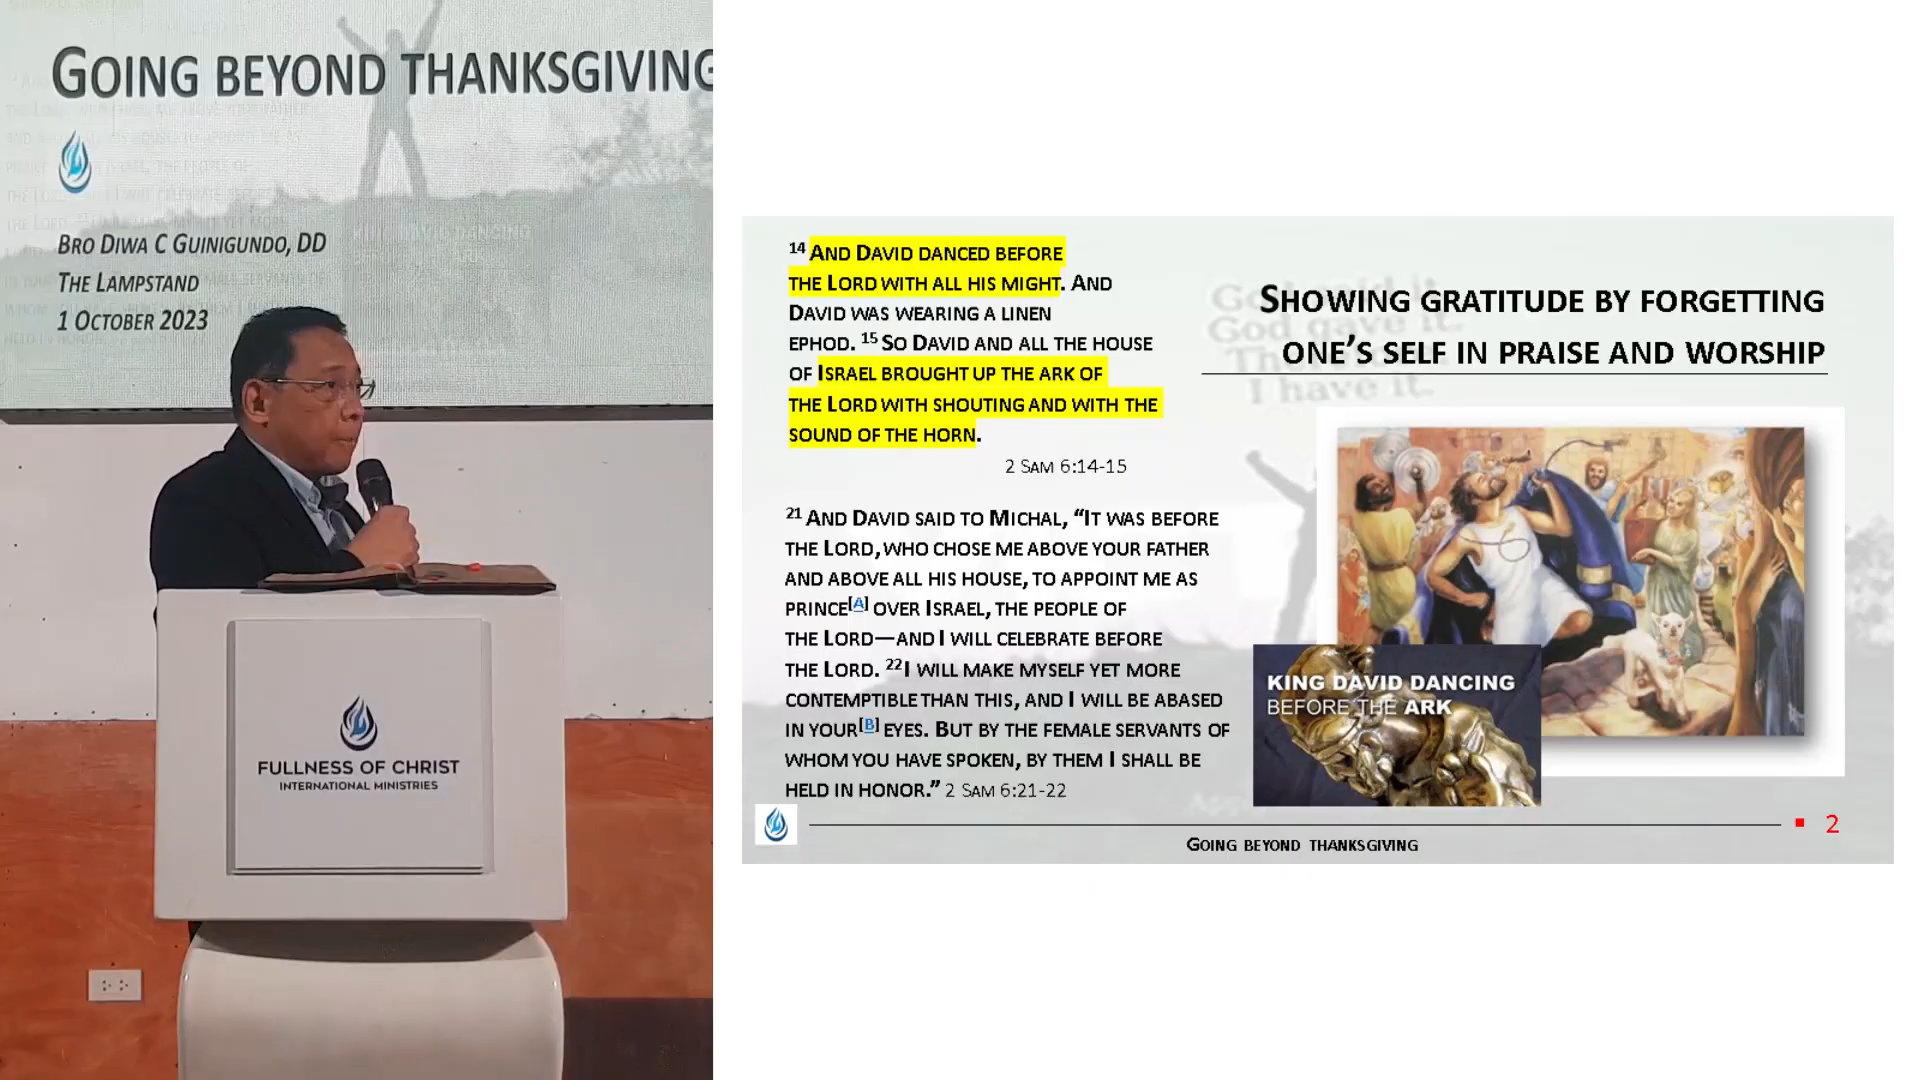 GOING BEYOND THANKSGIVING
BRO DIWA C GUINIGUNDO, DD
THE LAMPSTAND
1 OCTOBER 2023
FULLNESS OF CHRIST
INTERNATIONAL MINISTRIES
14 AND DAVID DANCED BEFORE
THE LORD WITH ALL HIS MIGHT. AND
DAVID WAS WEARING A LINEN
EPHOD. 15 SO DAVID AND ALL THE HOUSE
OF ISRAEL BROUGHT UP THE ARK OF
THE LORD WITH SHOUTING AND WITH THE
SOUND OF THE HORN.
2 SAM 6:14-15
21 AND DAVID SAID TO MICHAL, “IT WAS BEFORE
THE LORD, WHO CHOSE ME ABOVE YOUR FATHER
AND ABOVE ALL HIS HOUSE, TO APPOINT ME AS
PRINCE[A] OVER ISRAEL, THE PEOPLE OF
THE LORD—AND I WILL CELEBRATE BEFORE
THE LORD. 22 I WILL MAKE MYSELF YET MORE
CONTEMPTIBLE THAN THIS, AND I WILL BE ABASED
IN YOUR[B] EYES. BUT BY THE FEMALE SERVANTS OF
WHOM YOU HAVE SPOKEN, BY THEM I SHALL BE
HELD IN HONOR.” 2 SAM 6:21-22
SHOWING GRATITUDE BY FORGETTING
ONE’S SELF IN PRAISE AND WORSHIP
God said it.
God gave it.
I have it.
KING DAVID DANCING
BEFORE THE ARK
GOING BEYOND THANKSGIVING
2